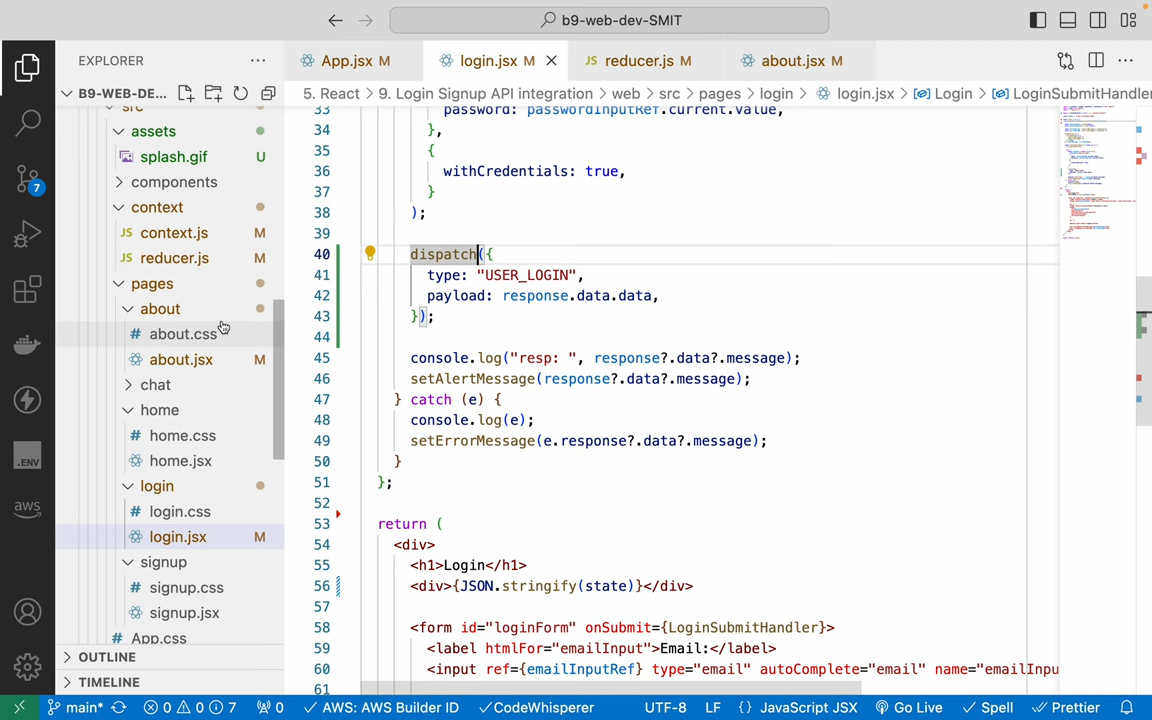 b9-web-dev-SMIT
EXPLORER
App.jsx M
login.jsx M
JS reducer.js M
about.jsx M
B9-WEB-DE...
5. React > 9. Login Signup API integration > web > src > pages > login > login.jsx > Login > LoginSubmitHandler
src
assets
splash.gif U
components
context
JS context.js M
JS reducer.js M
pages
about
# about.css
about.jsx M
chat
home
# home.css
home.jsx
login
# login.css
login.jsx M
signup
# signup.css
signup.jsx
# App.css
OUTLINE
TIMELINE
7
.ENV
aws
33 password: passwordInputRef.current.value,
34 },
35 {
36 withCredentials: true,
37 }
38 );
39
40 dispatch({
41 type: "USER_LOGIN",
42 payload: response.data.data,
43 });
44
45 console.log("resp: ", response?.data?.message);
46 setAlertMessage(response?.data?.message);
47 } catch (e) {
48 console.log(e);
49 setErrorMessage(e.response?.data?.message);
50 }
51 };
52
53 return (
54 <div>
55 <h1>Login</h1>
56 <div>{JSON.stringify(state)}</div>
57
58 <form id="loginForm" onSubmit={LoginSubmitHandler}>
59 <label htmlFor="emailInput">Email:</label>
60 <input ref={emailInputRef} type="email" autoComplete="email" name="emailInpu
61
main* 0 0 7 0 AWS: AWS Builder ID CodeWhisperer UTF-8 LF {} JavaScript JSX Go Live Spell Prettier